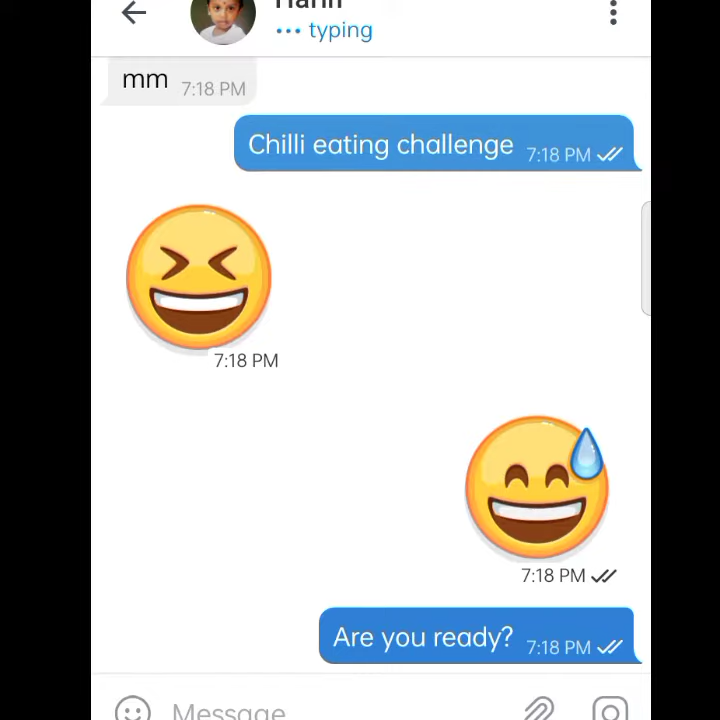 ••• typing
mm 7:18 PM
Chilli eating challenge 7:18 PM
7:18 PM
7:18 PM
Are you ready? 7:18 PM
Message